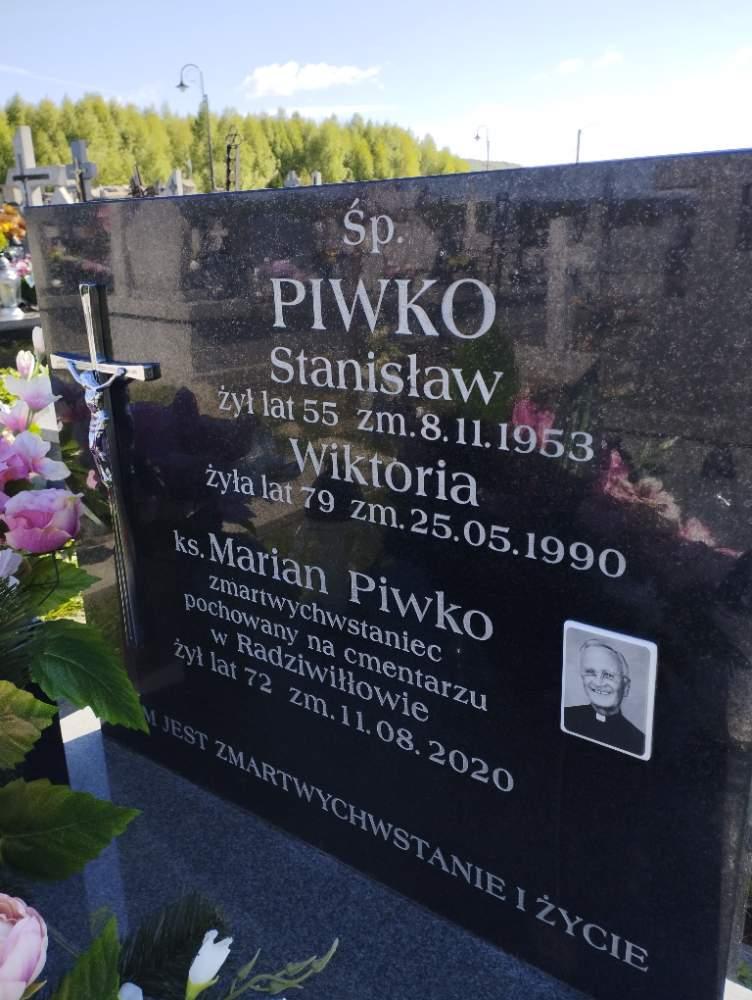 Śp.
PIWKO
Stanisław
żył lat 55 zm. 8.11.1953
Wiktoria
żyła lat 79 zm. 25.05.1990
ks. Marian Piwko
zmartwychwstaniec
pochowany na cmentarzu
w Radziwiłłowie
żył lat 72 zm. 11.08.2020
JEST ZMARTWYCHWSTANIE I ŻYCIE